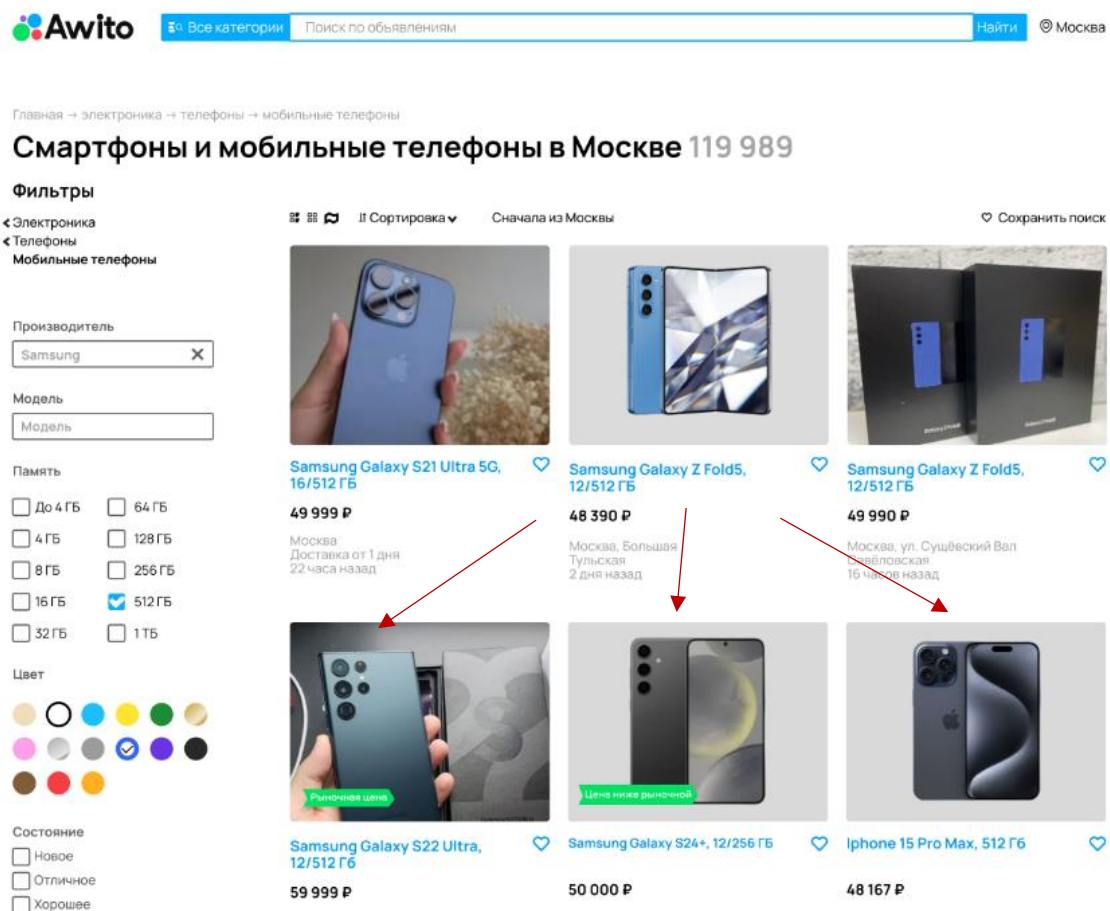 Awito
Все категории
Поиск по объявлениям
Найти
Москва
Главная → электроника → телефоны → мобильные телефоны
Смартфоны и мобильные телефоны в Москве 119 989
Фильтры
Электроника
Телефоны
Мобильные телефоны
Производитель
Samsung
Модель
Модель
Память
До 4 ГБ
64 ГБ
4 ГБ
128 ГБ
8 ГБ
256 ГБ
16 ГБ
512 ГБ
32 ГБ
1 ТБ
Цвет
Состояние
Новое
Отличное
Хорошее
Сортировка
Сначала из Москвы
Сохранить поиск
Samsung Galaxy S21 Ultra 5G,
16/512 ГБ
49 999 ₽
Москва
Доставка от 1 дня
22 часа назад
Samsung Galaxy Z Fold5,
12/512 ГБ
48 390 ₽
Москва, Большая
Тульская
2 дня назад
Galaxy Z Fold5
Samsung Galaxy Z Fold5,
12/512 ГБ
49 990 ₽
Москва, ул. Сущёвский Вал
Савёловская
16 часов назад
Рыночная цена
Samsung Galaxy S22 Ultra,
12/512 Гб
59 999 ₽
Цена ниже рыночной
Samsung Galaxy S24+, 12/256 ГБ
50 000 ₽
Iphone 15 Pro Max, 512 Гб
48 167 ₽